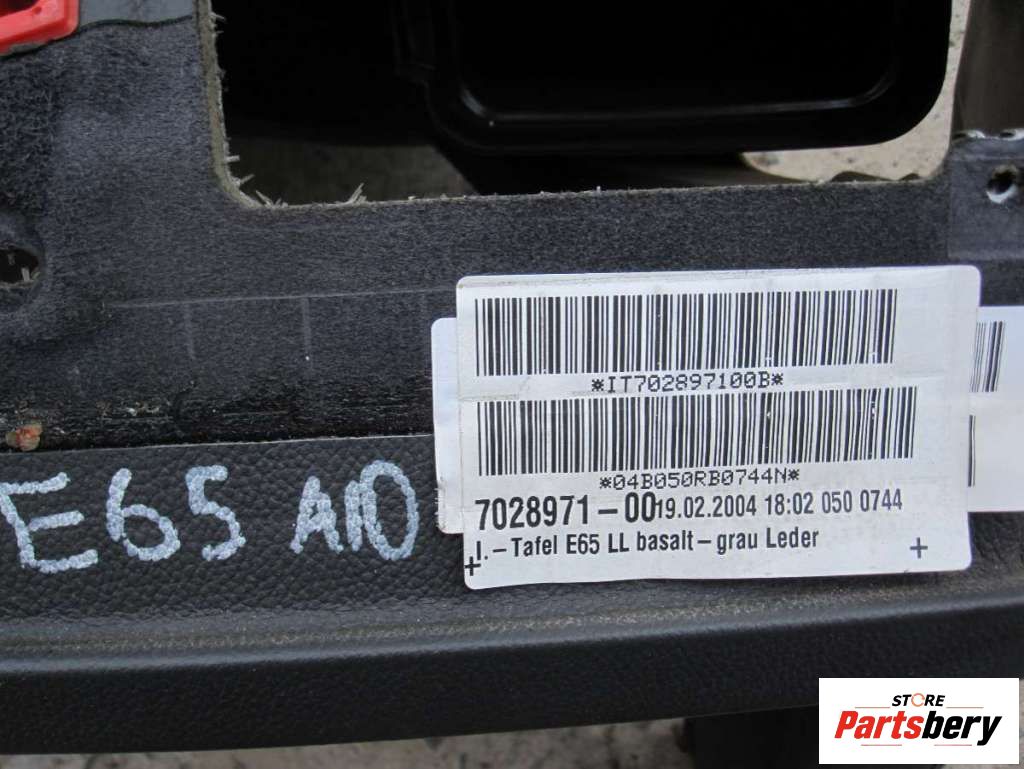 *IT702897100B*
*04B050RB0744N*
7028971-00 19.02.2004 18:02 050 0744
I.-Tafel E65 LL basalt-grau Leder
E65 A10
STORE
Partsbery